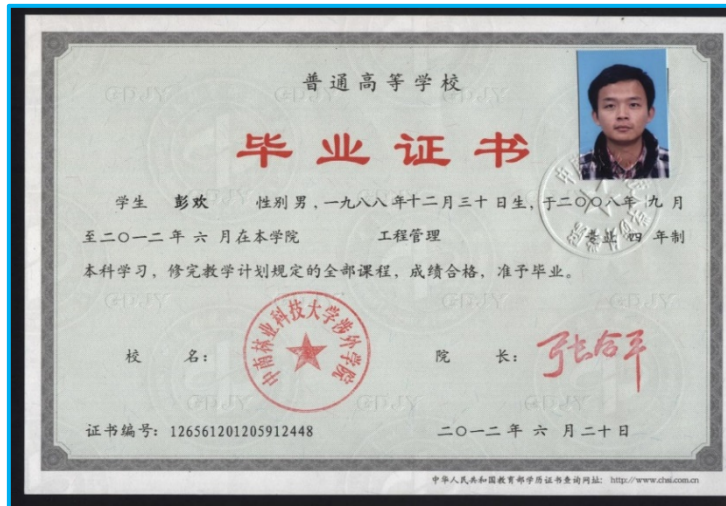 普通高等学校
毕业证书
学生 彭欢 性别 男，一九八八年十二月三十日生，于二〇〇八年 九 月
至二〇一二年 六 月在本学院 工程管理 专业 四 年制
本科学习，修完教学计划规定的全部课程，成绩合格，准予毕业。
中南林业科技大学涉外学院
校 名： 院 长：张合平
证书编号：126561201205912448 二〇一二年 六 月二十日
中华人民共和国教育部学历证书查询网址：http://www.chsi.com.cn
GDJY